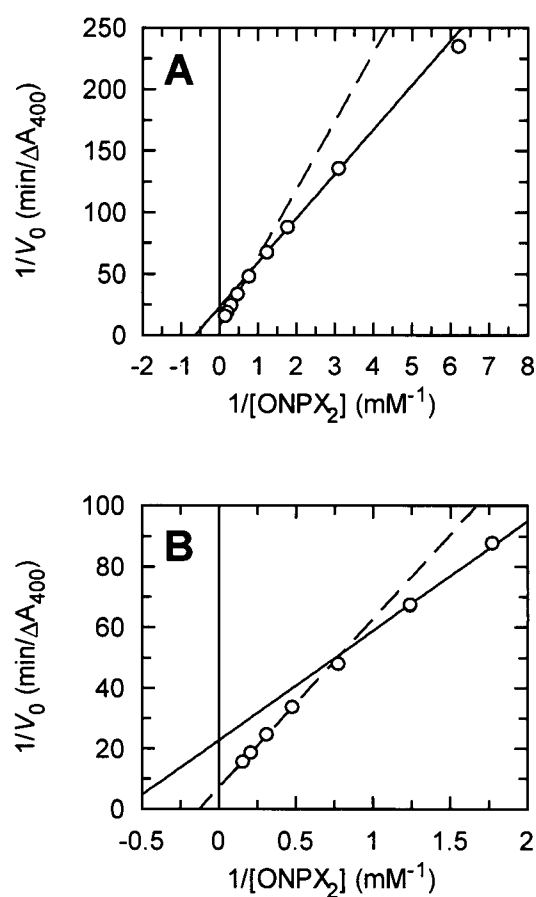 A
250
200
150
100
50
0
1/V₀ (min/ΔA₄₀₀)
-2 -1 0 1 2 3 4 5 6 7 8
1/[ONPX₂] (mM⁻¹)
B
100
80
60
40
20
0
1/V₀ (min/ΔA₄₀₀)
-0.5 0 0.5 1 1.5 2
1/[ONPX₂] (mM⁻¹)